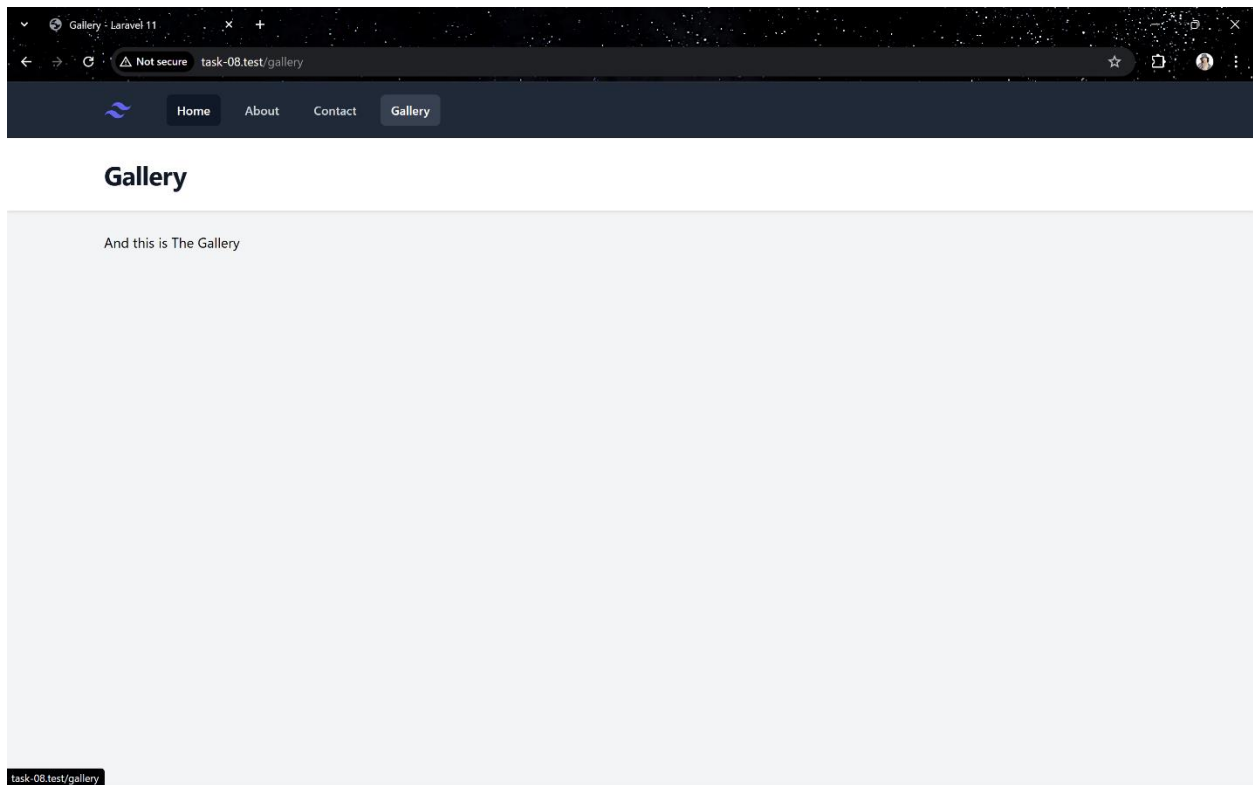 Gallery - Laravel 11
Not secure task-08.test/gallery
Home About Contact Gallery
Gallery
And this is The Gallery
task-08.test/gallery